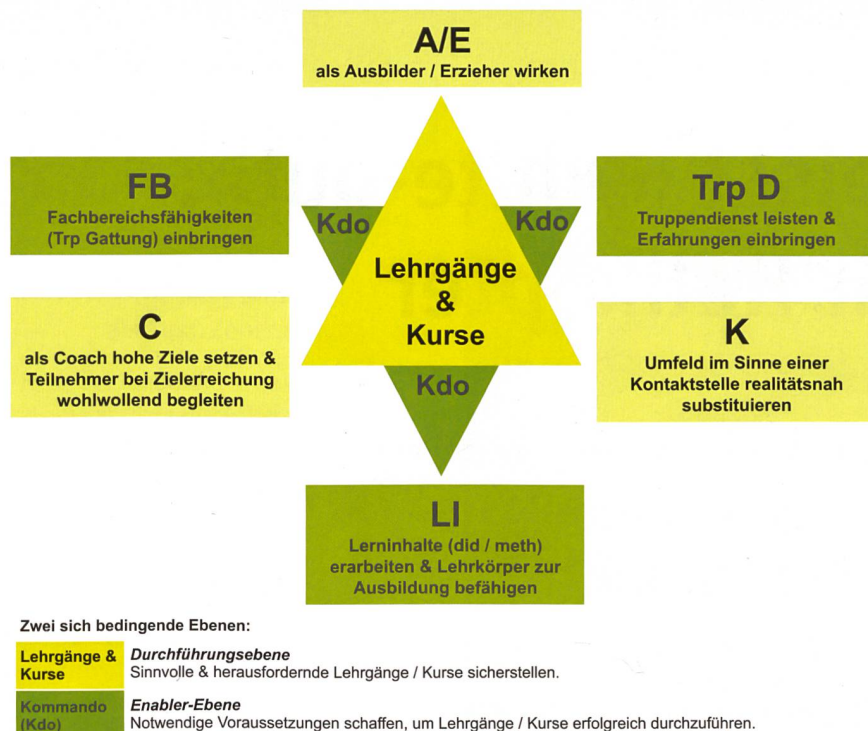 A/E
als Ausbilder / Erzieher wirken
FB
Fachbereichsfähigkeiten
(Trp Gattung) einbringen
Trp D
Truppendienst leisten &
Erfahrungen einbringen
Kdo
Kdo
Lehrgänge
&
Kurse
C
als Coach hohe Ziele setzen &
Teilnehmer bei Zielerreichung
wohlwollend begleiten
K
Umfeld im Sinne einer
Kontaktstelle realitätsnah
substituieren
Kdo
LI
Lerninhalte (did / meth)
erarbeiten & Lehrkörper zur
Ausbildung befähigen
Zwei sich bedingende Ebenen:
Lehrgänge &
Kurse
Durchführungsebene
Sinnvolle & herausfordernde Lehrgänge / Kurse sicherstellen.
Kommando
(Kdo)
Enabler-Ebene
Notwendige Voraussetzungen schaffen, um Lehrgänge / Kurse erfolgreich durchzuführen.